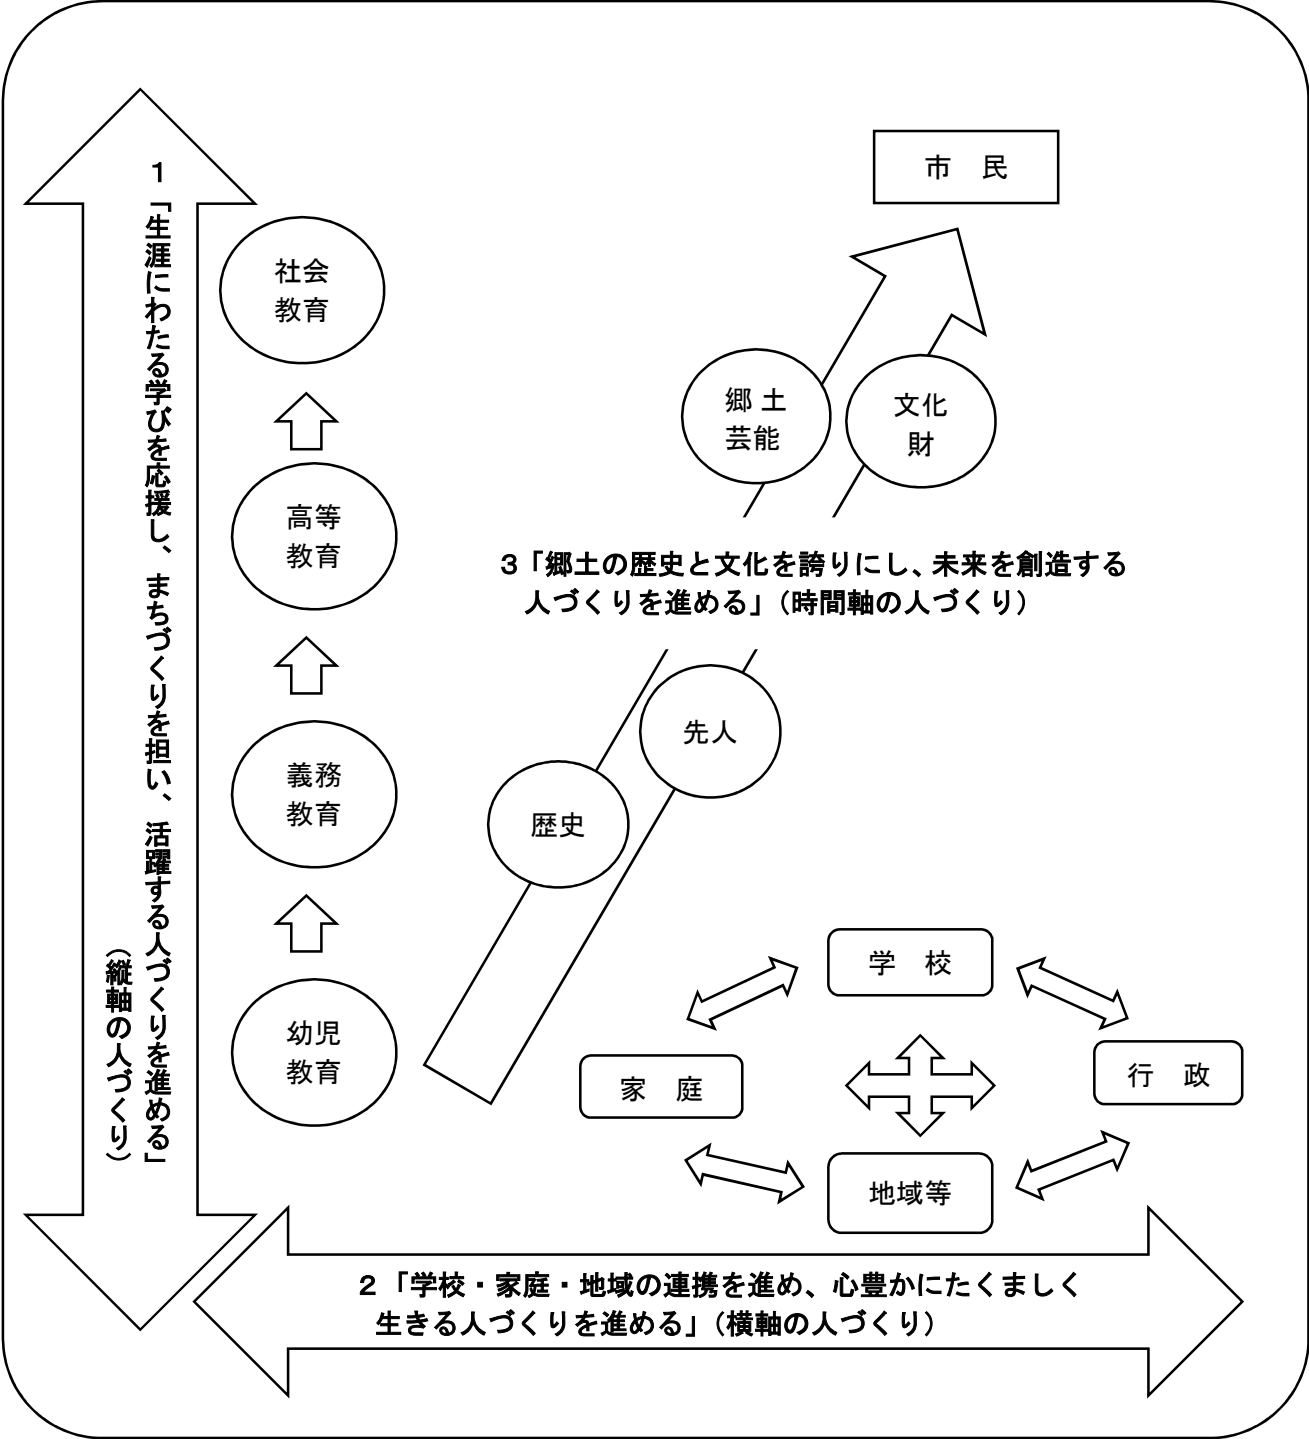 １「生涯にわたる学びを応援し、まちづくりを担い、活躍する人づくりを進める」
（縦軸の人づくり）
社会
教育
高等
教育
義務
教育
幼児
教育
市　民
郷 土
芸能
文化
財
３「郷土の歴史と文化を誇りにし、未来を創造する
人づくりを進める」（時間軸の人づくり）
先人
歴史
学　校
家　庭
行　政
地域等
２「学校・家庭・地域の連携を進め、心豊かにたくましく
生きる人づくりを進める」（横軸の人づくり）